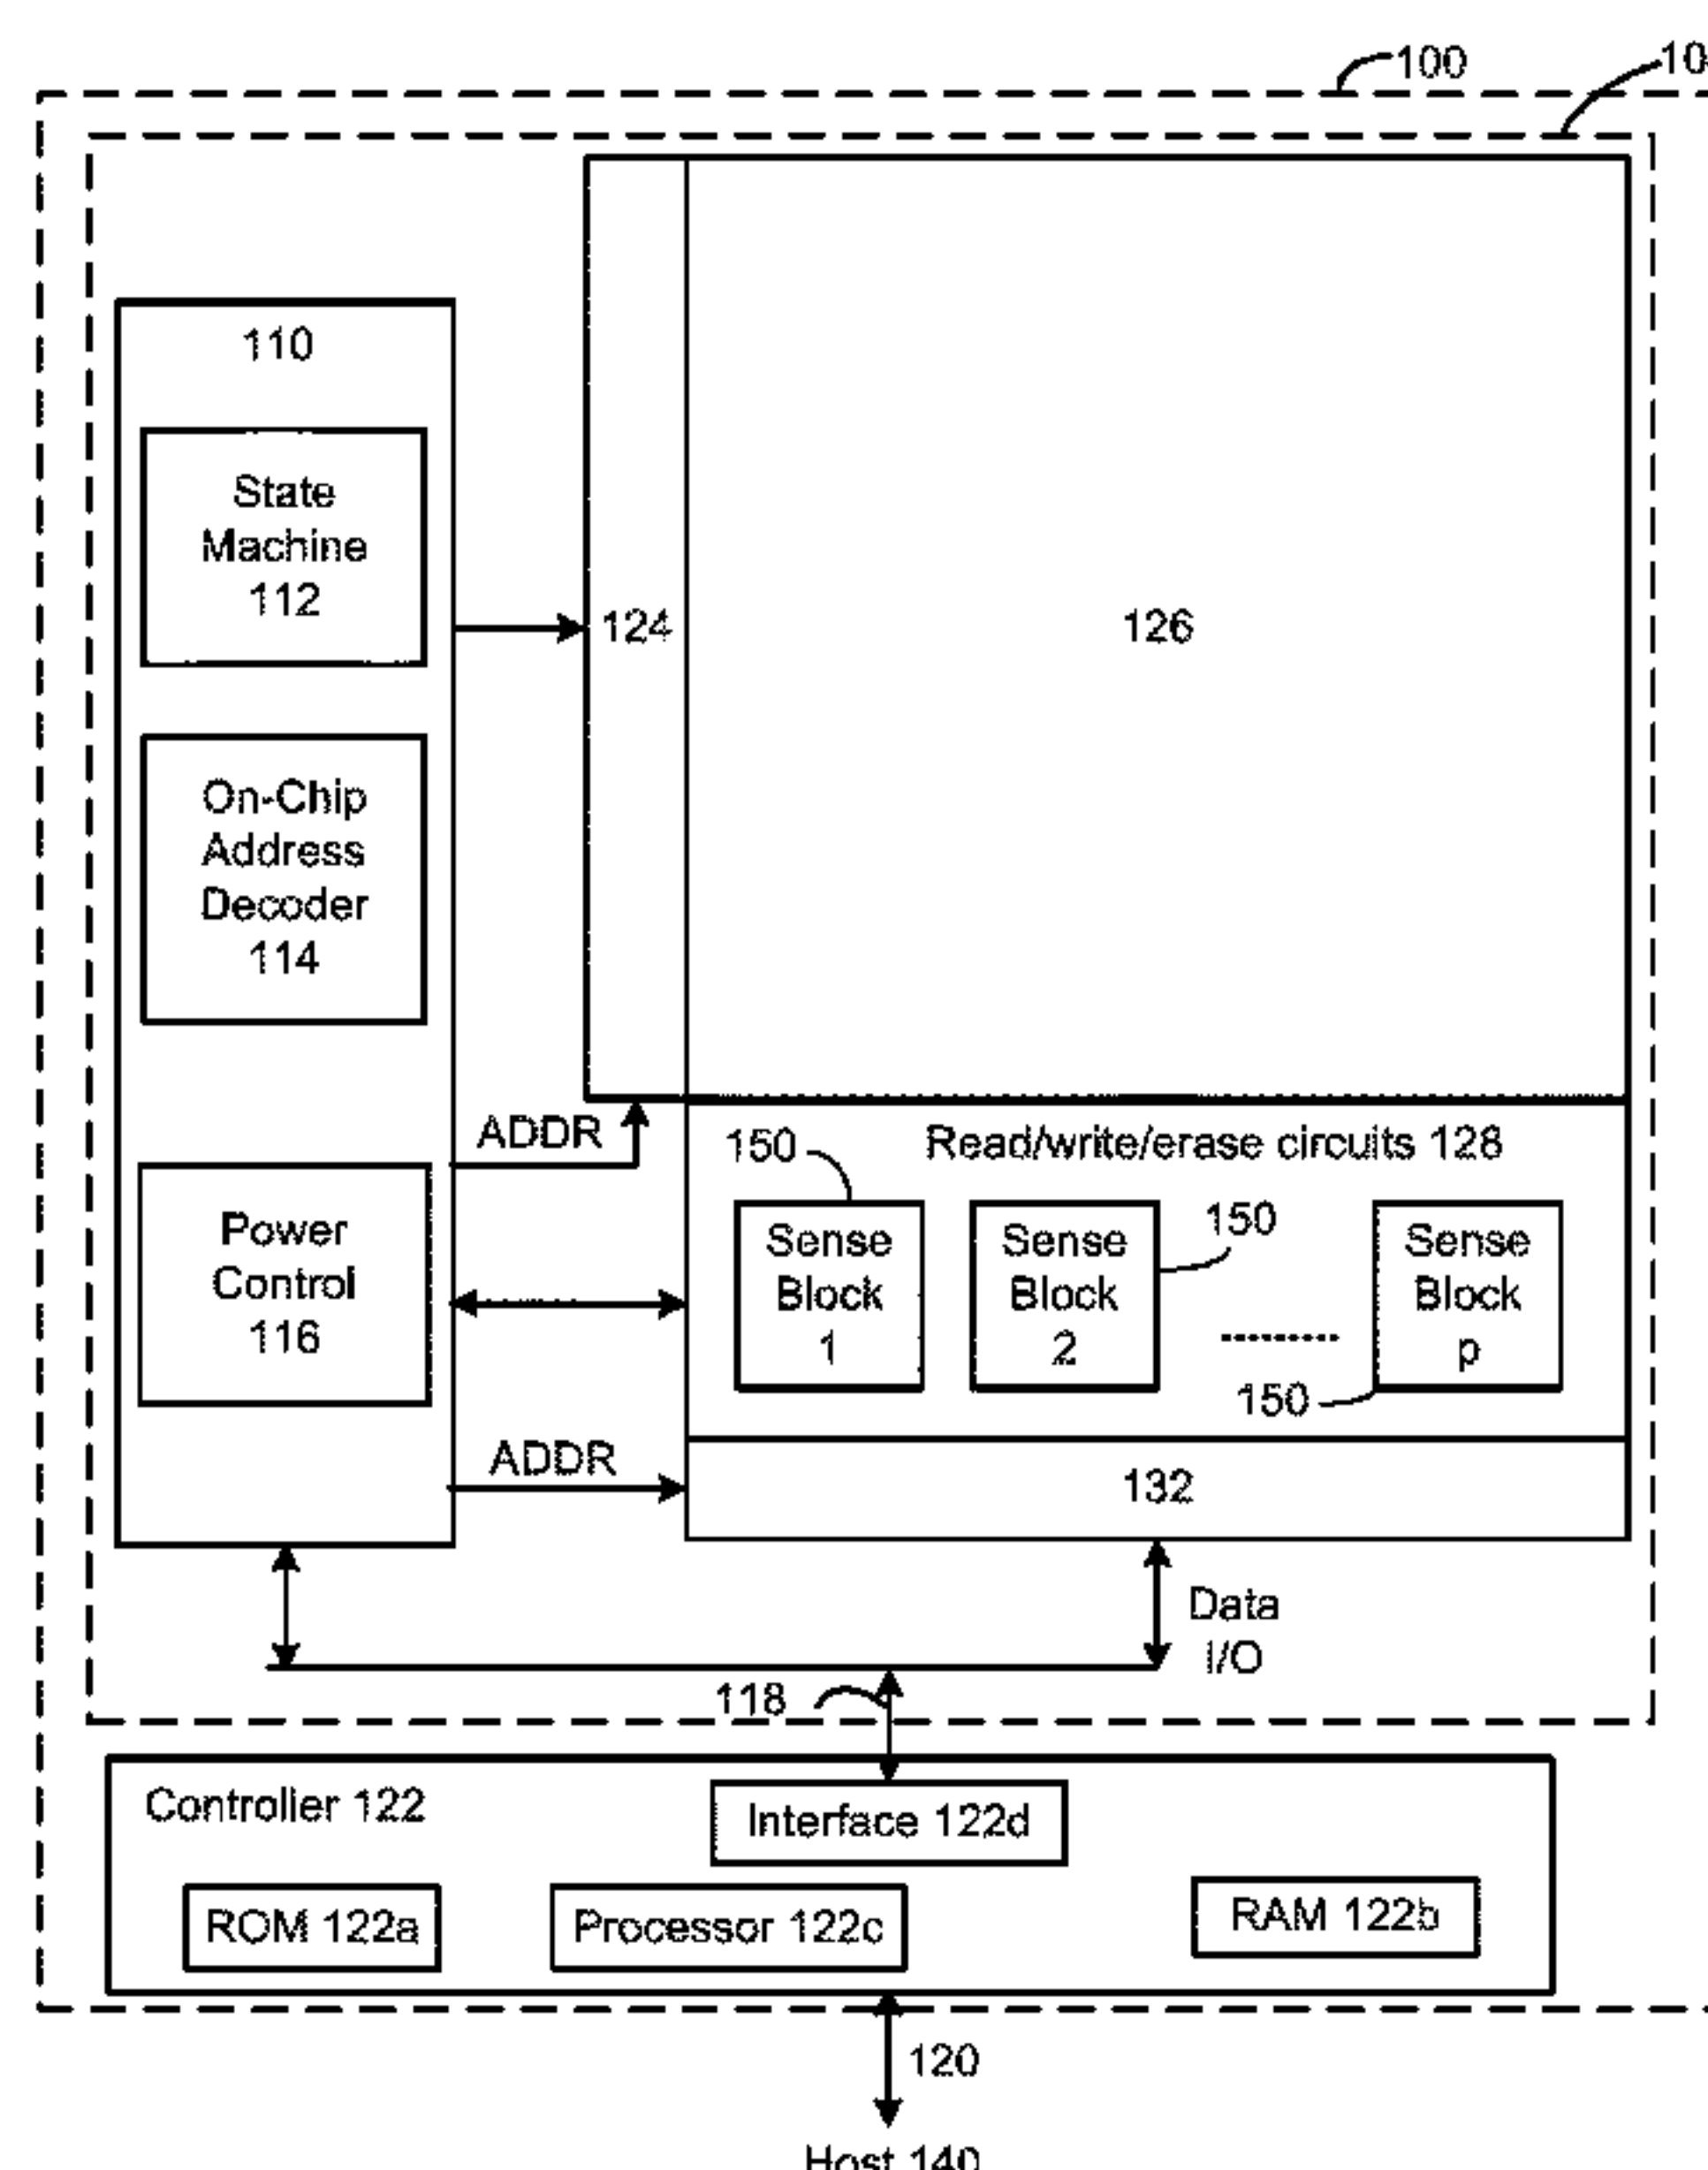 100
10
110
State
Machine
112
124
126
On-Chip
Address
Decoder
114
ADDR
150
Read/write/erase circuits 128
Power
Control
116
Sense
Block
1
Sense
Block
2
150
Sense
Block
p
150
ADDR
132
Data
I/O
118
Controller 122
Interface 122d
ROM 122a
Processor 122c
RAM 122b
120
Host 140